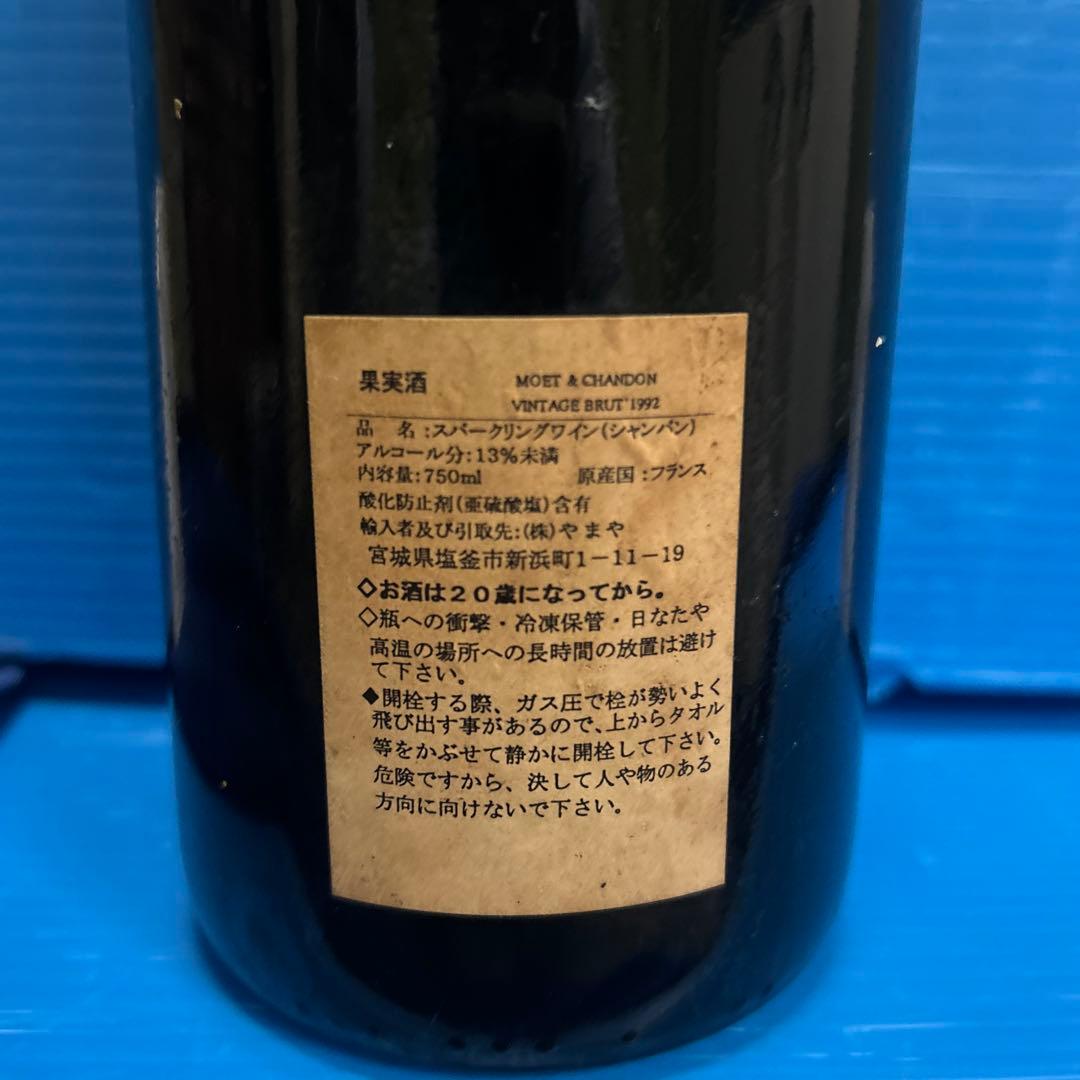 果実酒 MOET & CHANDON
VINTAGE BRUT'1992
品 名:スパークリングワイン(シャンパン)
アルコール分:13%未満
内容量:750ml 原産国:フランス
酸化防止剤(亜硫酸塩)含有
輸入者及び引取先:(株)やまや
宮城県塩釜市新浜町1-11-19
◇お酒は20歳になってから。
◇瓶への衝撃・冷凍保管・日なたや
高温の場所への長時間の放置は避け
て下さい。
◆開栓する際、ガス圧で栓が勢いよく
飛び出す事があるので、上からタオル
等をかぶせて静かに開栓して下さい。
危険ですから、決して人や物のある
方向に向けないで下さい。